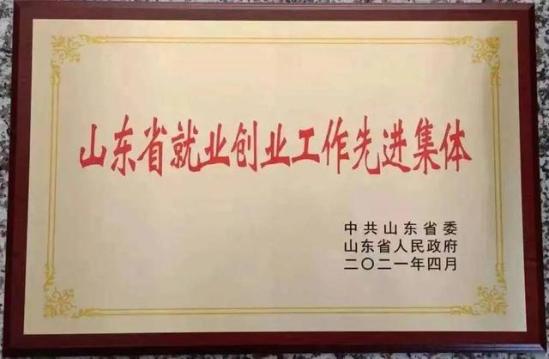 山东省就业创业工作先进集体
中共山东省委
山东省人民政府
二〇二一年四月